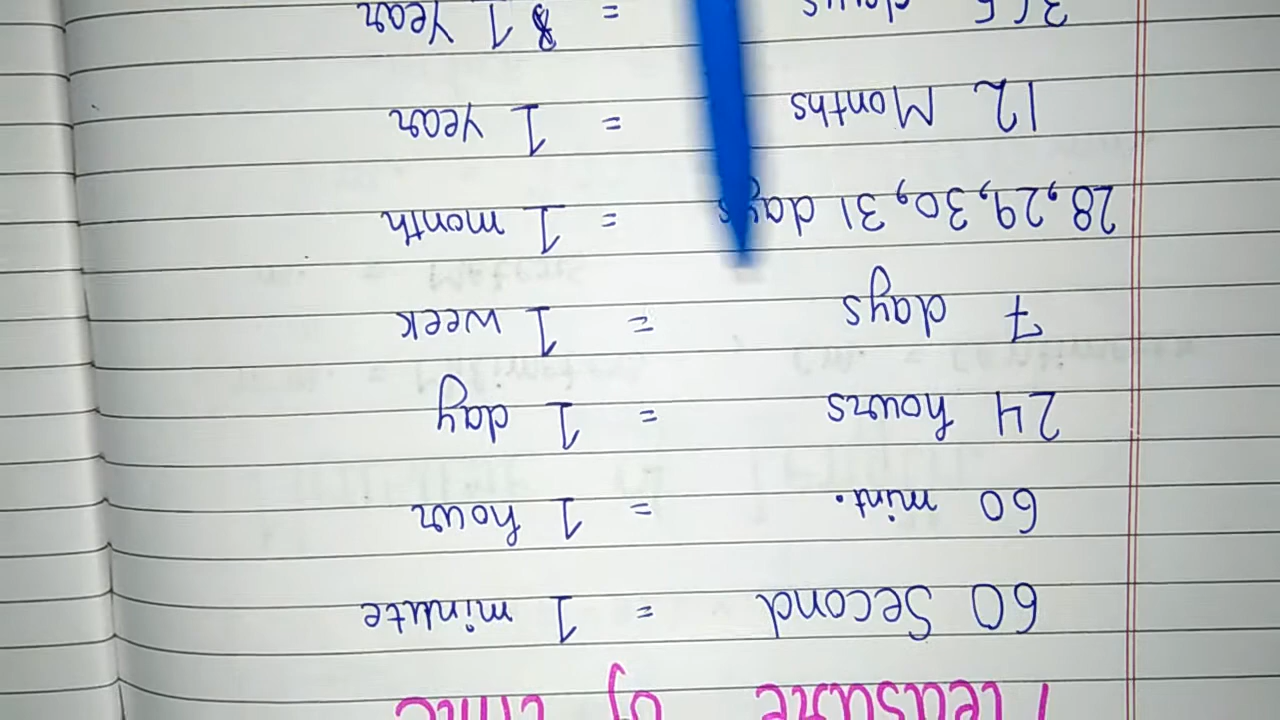 Measure of time
60 Second = 1 minute
60 mint. = 1 hour
24 hours = 1 day
7 days = 1 week
28, 29, 30, 31 days = 1 month
12 Months = 1 Year
days = 1 Year